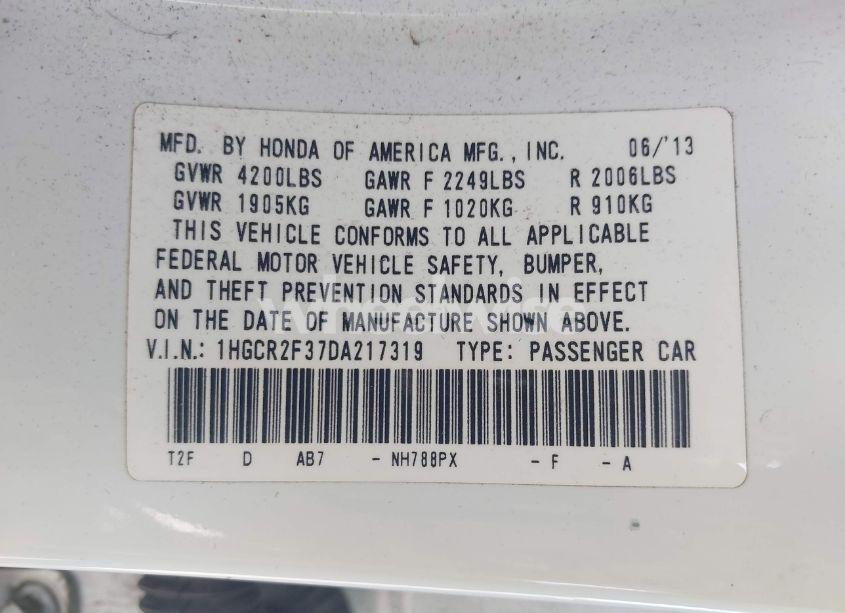 MFD. BY HONDA OF AMERICA MFG., INC. 06/'13
GVWR 4200LBS GAWR F 2249LBS R 2006LBS
GVWR 1905KG GAWR F 1020KG R 910KG
THIS VEHICLE CONFORMS TO ALL APPLICABLE
FEDERAL MOTOR VEHICLE SAFETY, BUMPER,
AND THEFT PREVENTION STANDARDS IN EFFECT
ON THE DATE OF MANUFACTURE SHOWN ABOVE.
V.I.N.: 1HGCR2F37DA217319 TYPE: PASSENGER CAR
T2F D AB7 - NH788PX - F - A